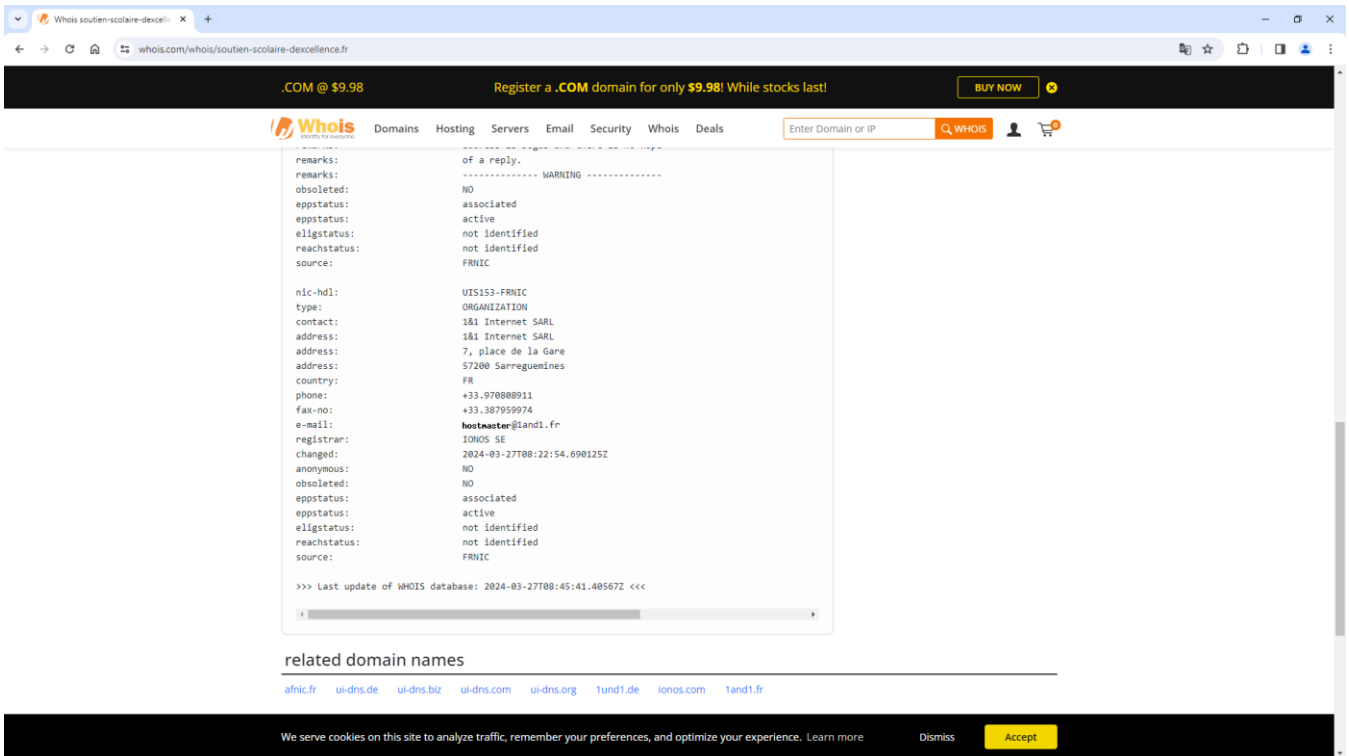 Whois soutien-scolaire-dexcelle
whois.com/whois/soutien-scolaire-dexcellence.fr
.COM @ $9.98 Register a .COM domain for only $9.98! While stocks last! BUY NOW
Whois
Identity for everyone
Domains Hosting Servers Email Security Whois Deals Enter Domain or IP WHOIS 0
remarks: of a reply.
remarks: -------------- WARNING --------------
obsoleted: NO
eppstatus: associated
eppstatus: active
eligstatus: not identified
reachstatus: not identified
source: FRNIC
nic-hdl: UIS153-FRNIC
type: ORGANIZATION
contact: 1&1 Internet SARL
address: 1&1 Internet SARL
address: 7, place de la Gare
address: 57200 Sarreguemines
country: FR
phone: +33.970808911
fax-no: +33.387959974
e-mail: hostmaster@1and1.fr
registrar: IONOS SE
changed: 2024-03-27T08:22:54.690125Z
anonymous: NO
obsoleted: NO
eppstatus: associated
eppstatus: active
eligstatus: not identified
reachstatus: not identified
source: FRNIC
>>> Last update of WHOIS database: 2024-03-27T08:45:41.40567Z <<<
related domain names
afnic.fr ui-dns.de ui-dns.biz ui-dns.com ui-dns.org 1und1.de ionos.com 1and1.fr
We serve cookies on this site to analyze traffic, remember your preferences, and optimize your experience. Learn more Dismiss Accept